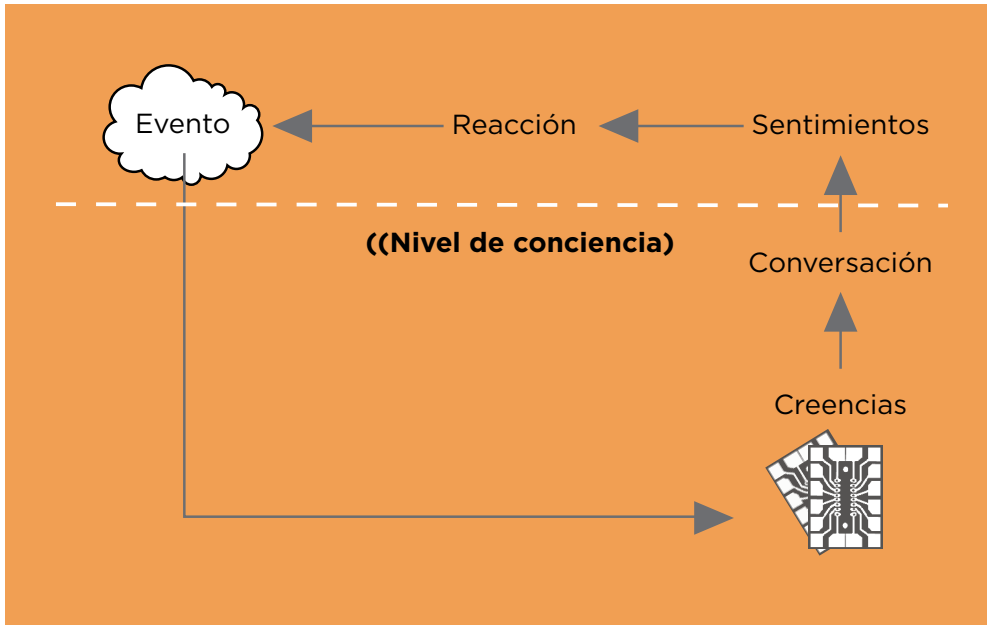 Evento
Reacción
Sentimientos
((Nivel de conciencia)
Conversación
Creencias